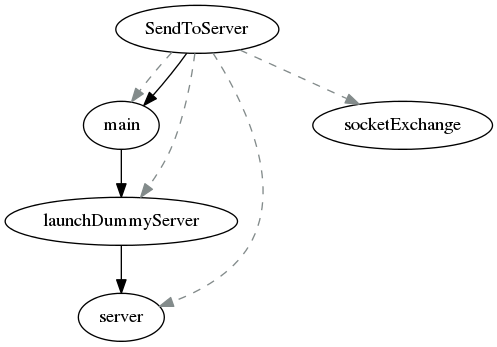 SendToServer
main
socketExchange
launchDummyServer
server